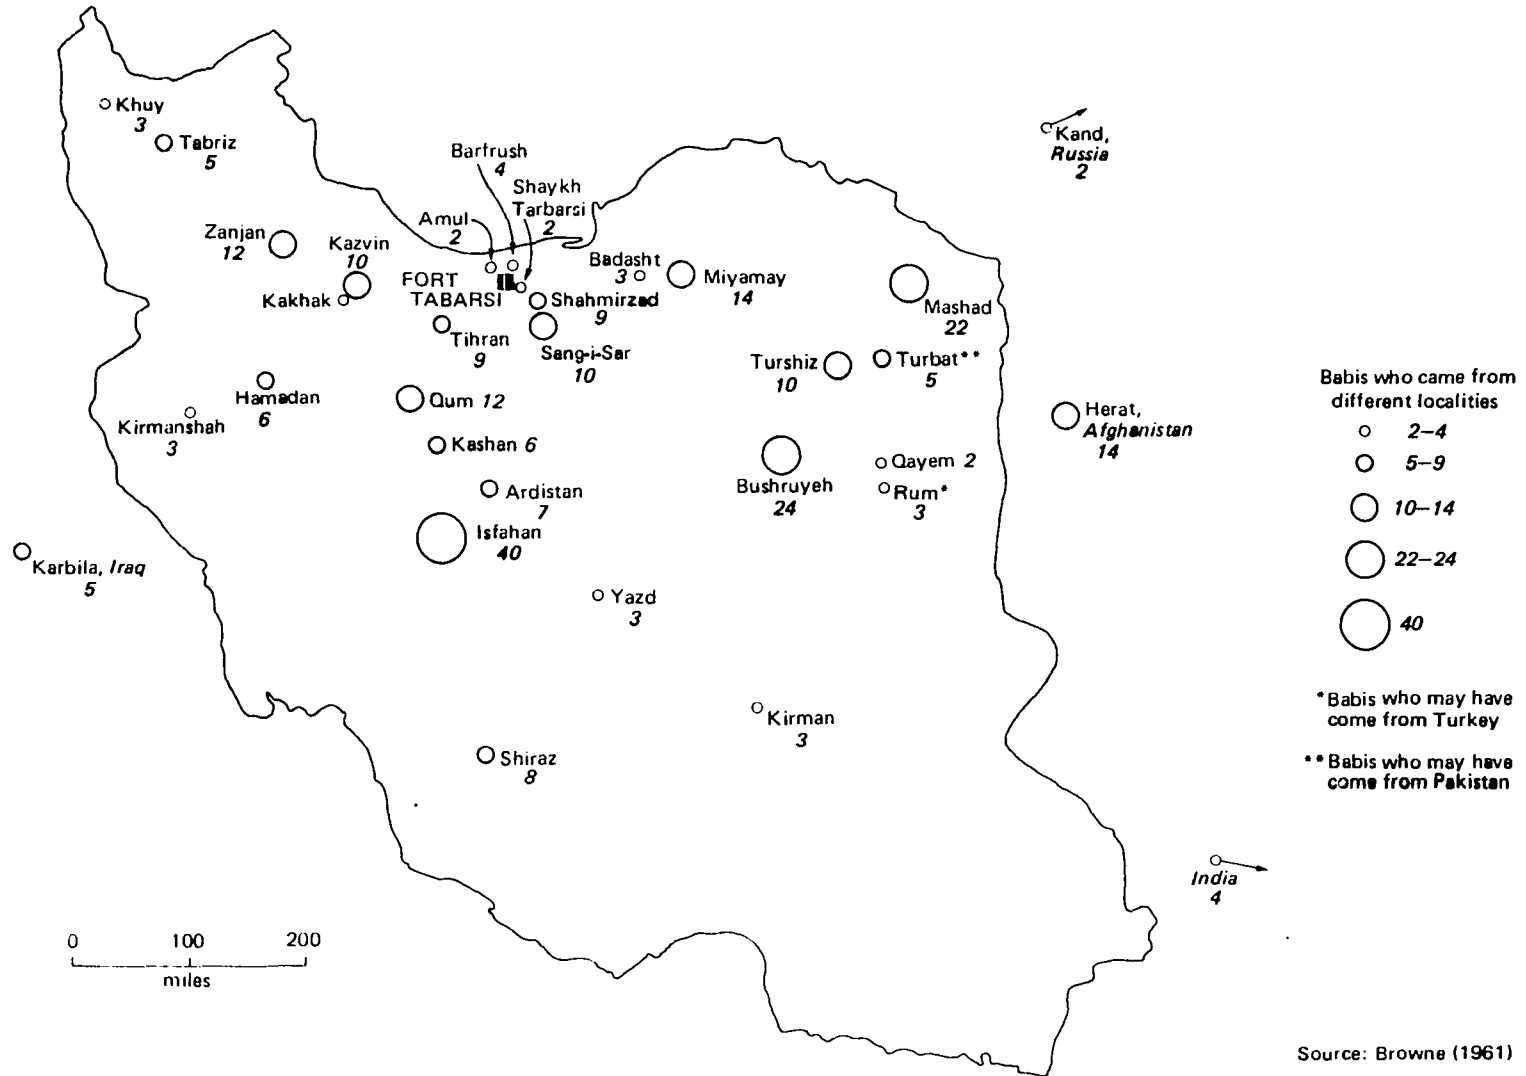 Khuy
3
Tabriz
5
Barfrush
4
Shaykh
Tarbarsi
2
Amul
2
Zanjan
12
Kazvin
10
Kakhak
FORT
TABARSI
Badasht
3
Miyamay
14
Shahmirzad
9
Tihran
9
Sang-i-Sar
10
Mashad
22
Turshiz
10
Turbat**
5
Hamadan
6
Kirmanshah
3
Qum 12
Kashan 6
Ardistan
7
Isfahan
40
Bushruyeh
24
Qayem 2
Rum*
3
Karbila, Iraq
5
Yazd
3
Kirman
3
Shiraz
8
Kand,
Russia
2
Herat,
Afghanistan
14
India
4
0 100 200
miles
Babis who came from
different localities
2–4
5–9
10–14
22–24
40
*Babis who may have
come from Turkey
**Babis who may have
come from Pakistan
Source: Browne (1961)